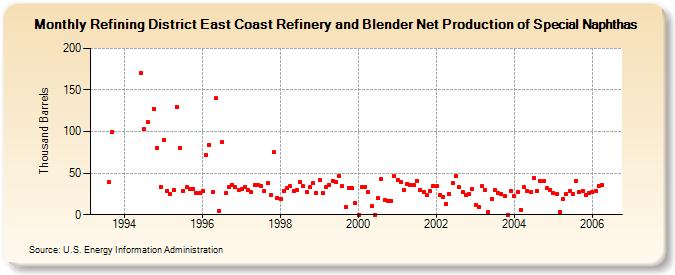 Monthly Refining District East Coast Refinery and Blender Net Production of Special Naphthas
Thousand Barrels
200
150
100
50
0
1994 1996 1998 2000 2002 2004 2006
Source: U.S. Energy Information Administration